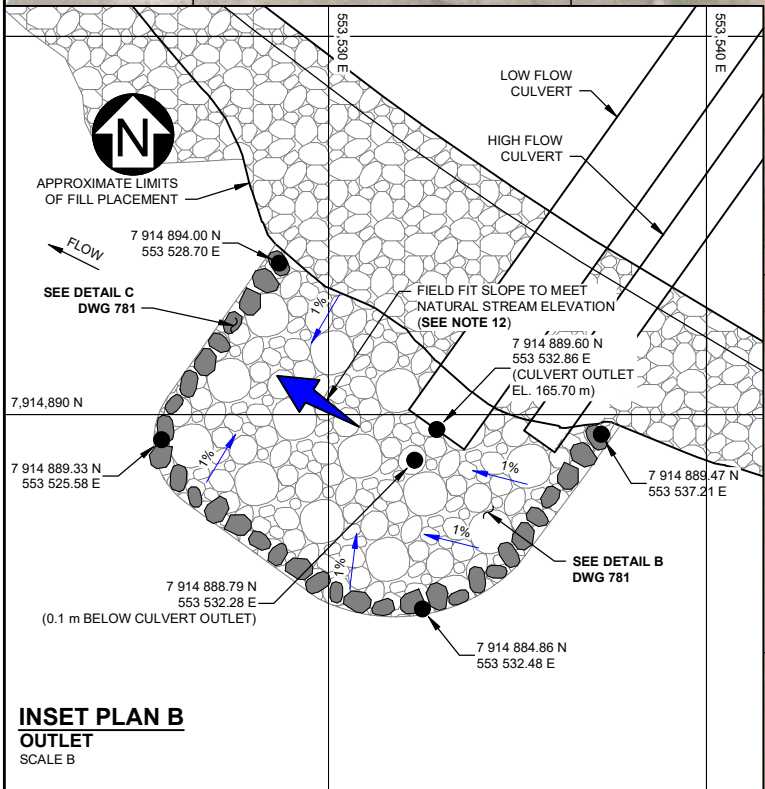 553,530 E
553,540 E
LOW FLOW
CULVERT
HIGH FLOW
CULVERT
N
APPROXIMATE LIMITS
OF FILL PLACEMENT
7 914 894.00 N
553 528.70 E
FLOW
SEE DETAIL C
DWG 781
1%
FIELD FIT SLOPE TO MEET
NATURAL STREAM ELEVATION
(SEE NOTE 12)
7 914 889.60 N
553 532.86 E
(CULVERT OUTLET
EL. 165.70 m)
7,914,890 N
7 914 889.33 N
553 525.58 E
1%
1%
7 914 889.47 N
553 537.21 E
1%
1%
SEE DETAIL B
DWG 781
7 914 888.79 N
553 532.28 E
(0.1 m BELOW CULVERT OUTLET)
7 914 884.86 N
553 532.48 E
INSET PLAN B
OUTLET
SCALE B